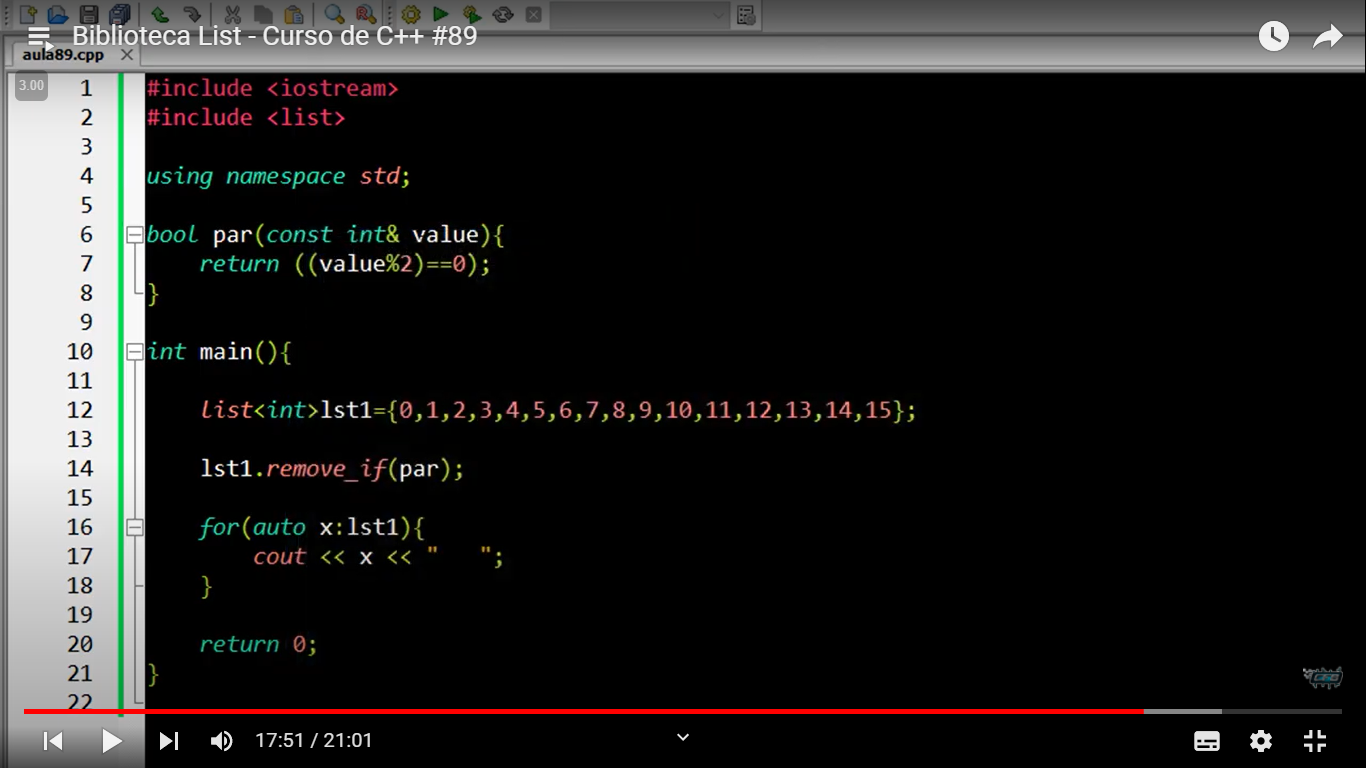 Biblioteca List - Curso de C++ #89
aula89.cpp
3.00
1 #include <iostream>
2 #include <list>
3
4 using namespace std;
5
6 bool par(const int& value){
7 return ((value%2)==0);
8 }
9
10 int main(){
11
12 list<int>lst1={0,1,2,3,4,5,6,7,8,9,10,11,12,13,14,15};
13
14 lst1.remove_if(par);
15
16 for(auto x:lst1){
17 cout << x << "   ";
18 }
19
20 return 0;
21 }
22
17:51 / 21:01